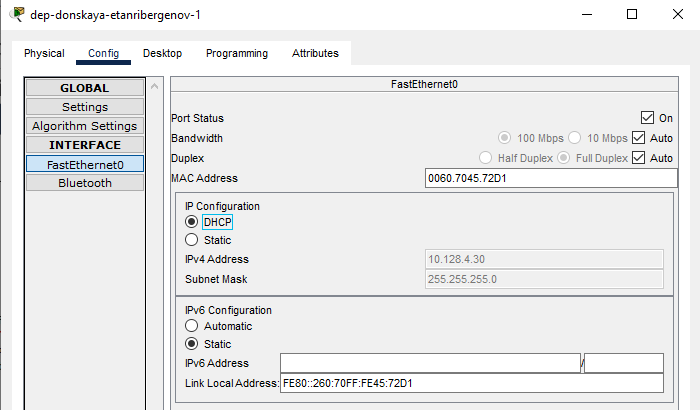 dep-donskaya-etanribergenov-1
Physical Config Desktop Programming Attributes
GLOBAL
Settings
Algorithm Settings
INTERFACE
FastEthernet0
Bluetooth
FastEthernet0
Port Status On
Bandwidth 100 Mbps 10 Mbps Auto
Duplex Half Duplex Full Duplex Auto
MAC Address 0060.7045.72D1
IP Configuration
DHCP
Static
IPv4 Address 10.128.4.30
Subnet Mask 255.255.255.0
IPv6 Configuration
Automatic
Static
IPv6 Address /
Link Local Address: FE80::260:70FF:FE45:72D1